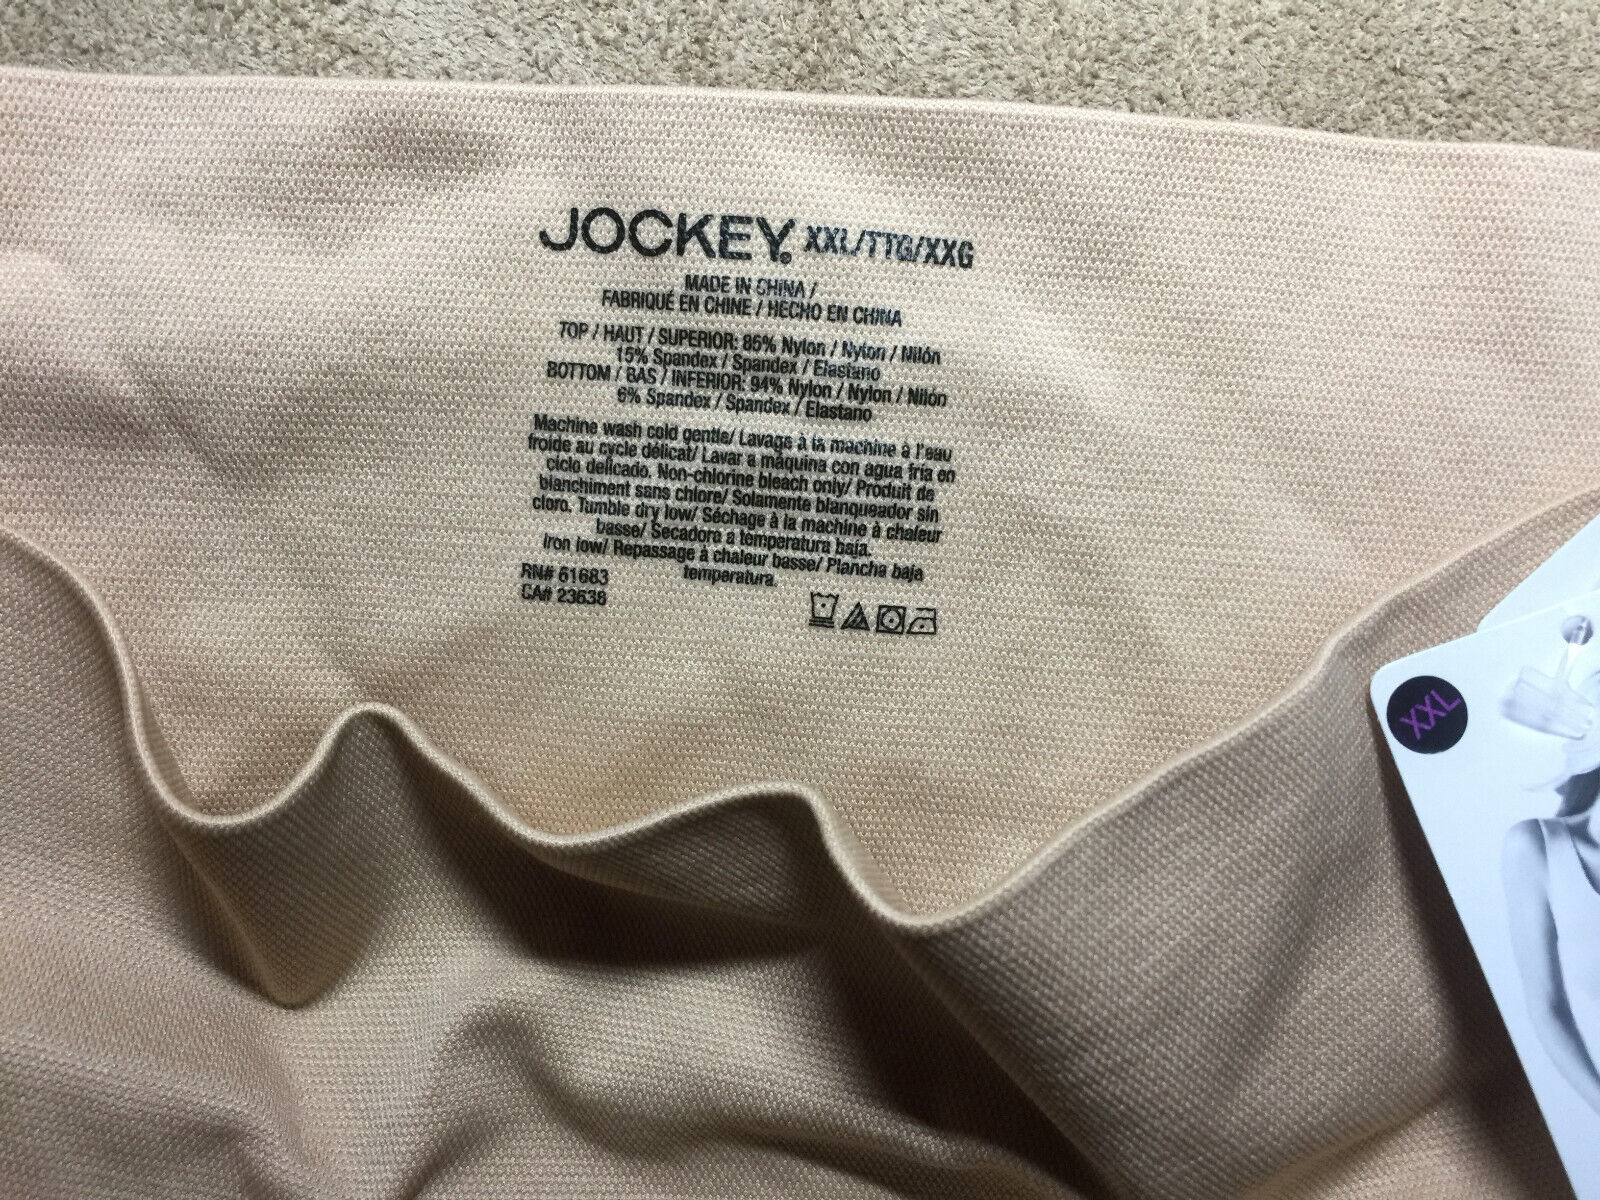 JOCKEY® XXL/TTG/XXG
MADE IN CHINA /
FABRIQUÉ EN CHINE / HECHO EN CHINA
TOP / HAUT / SUPERIOR: 85% Nylon / Nylon / Nilón
15% Spandex / Spandex / Elastano
BOTTOM / BAS / INFERIOR: 94% Nylon / Nylon / Nilón
6% Spandex / Spandex / Elastano
Machine wash cold gentle/ Lavage à la machine à l'eau
froide au cycle délicat/ Lavar a máquina con agua fría en
ciclo delicado. Non-chlorine bleach only/ Produit de
blanchiment sans chlore/ Solamente blanqueador sin
cloro. Tumble dry low/ Séchage à la machine à chaleur
basse/ Secadora a temperatura baja.
Iron low/ Repassage à chaleur basse/ Plancha baja
temperatura.
RN# 61683
CA# 23638
XXL